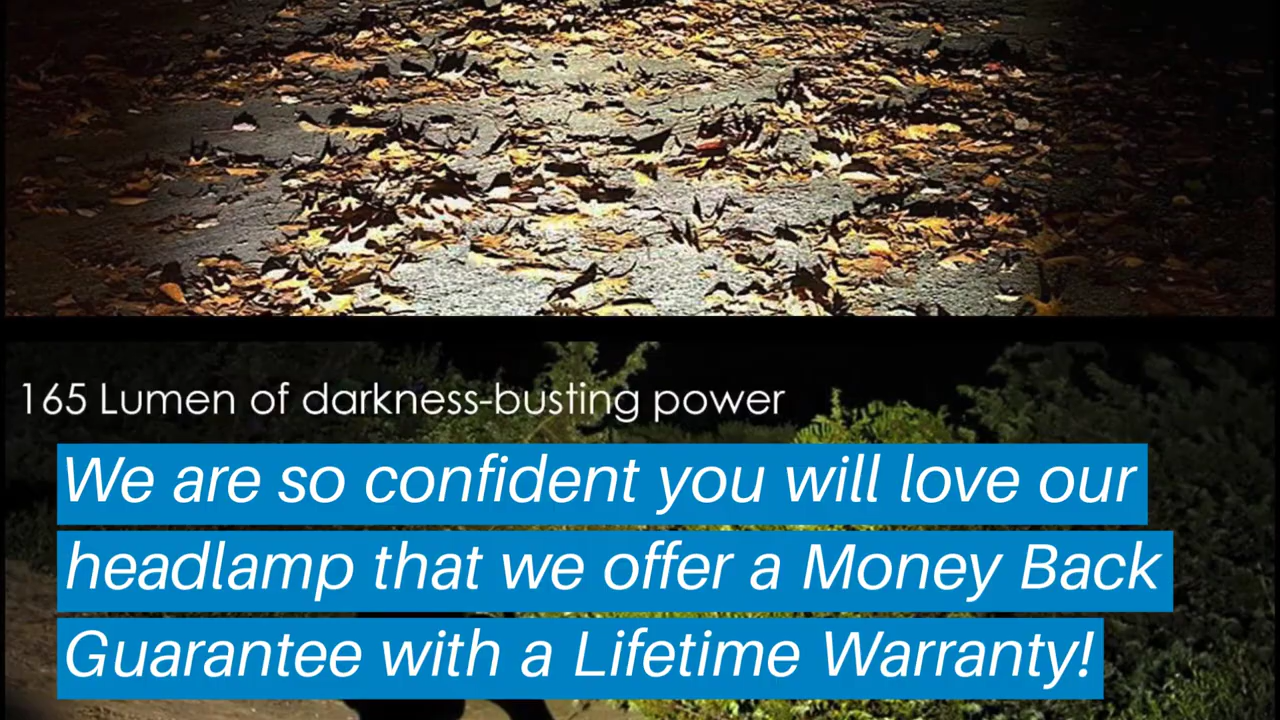 165 Lumen of darkness-busting power
We are so confident you will love our
headlamp that we offer a Money Back
Guarantee with a Lifetime Warranty!